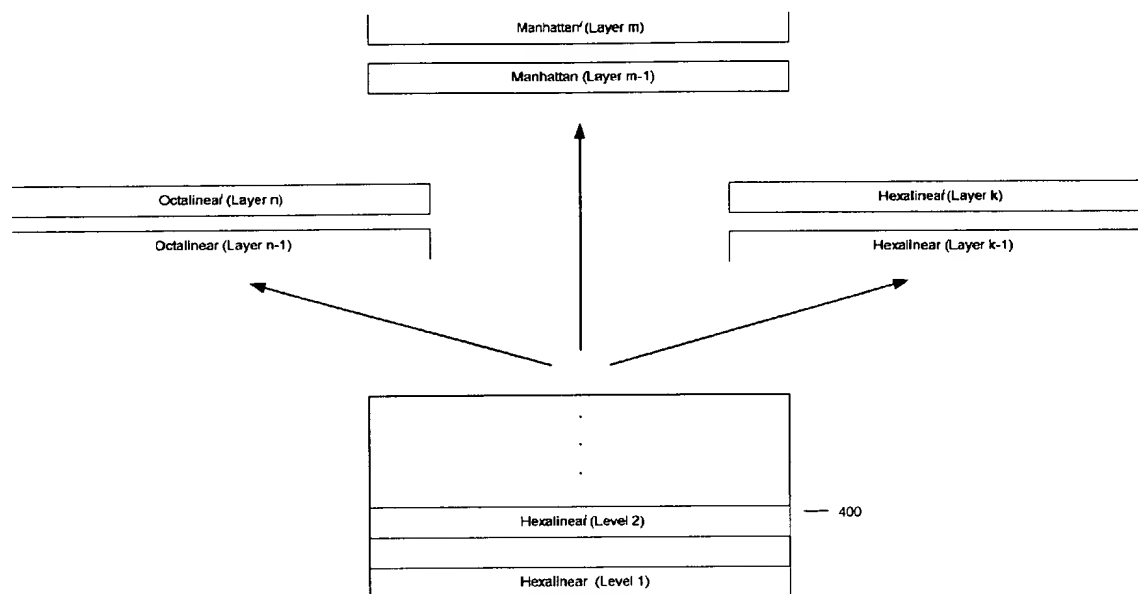 Manhattan' (Layer m)
Manhattan (Layer m-1)
Octalinear' (Layer n)
Hexalinear' (Layer k)
Octalinear (Layer n-1)
Hexalinear (Layer k-1)
400
Hexalinear' (Level 2)
Hexalinear (Level 1)